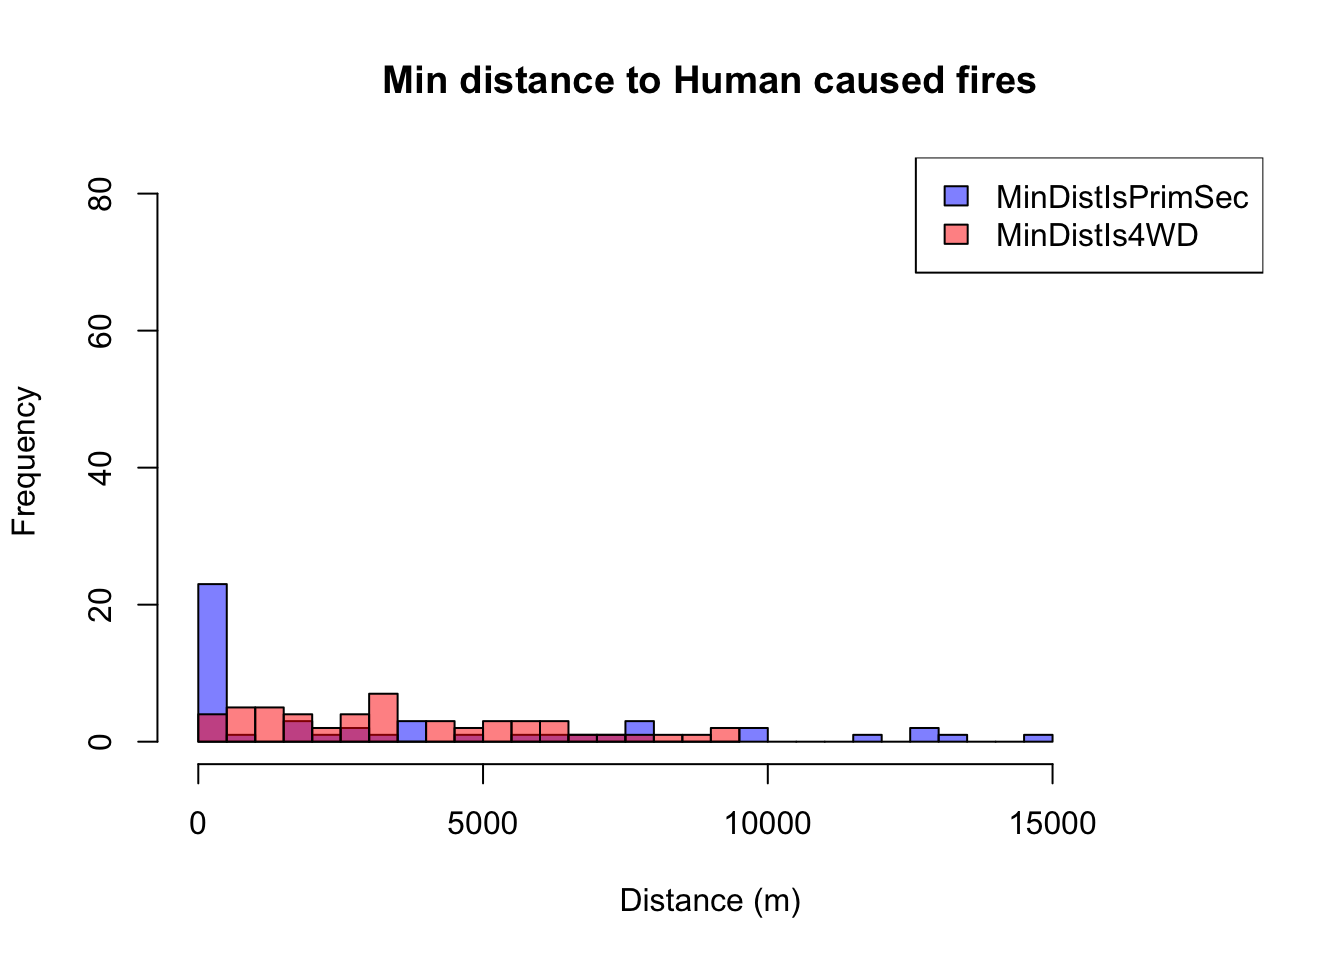 Min distance to Human caused fires
MinDistIsPrimSec
MinDistIs4WD
Frequency
80
60
40
20
0
0 5000 10000 15000
Distance (m)